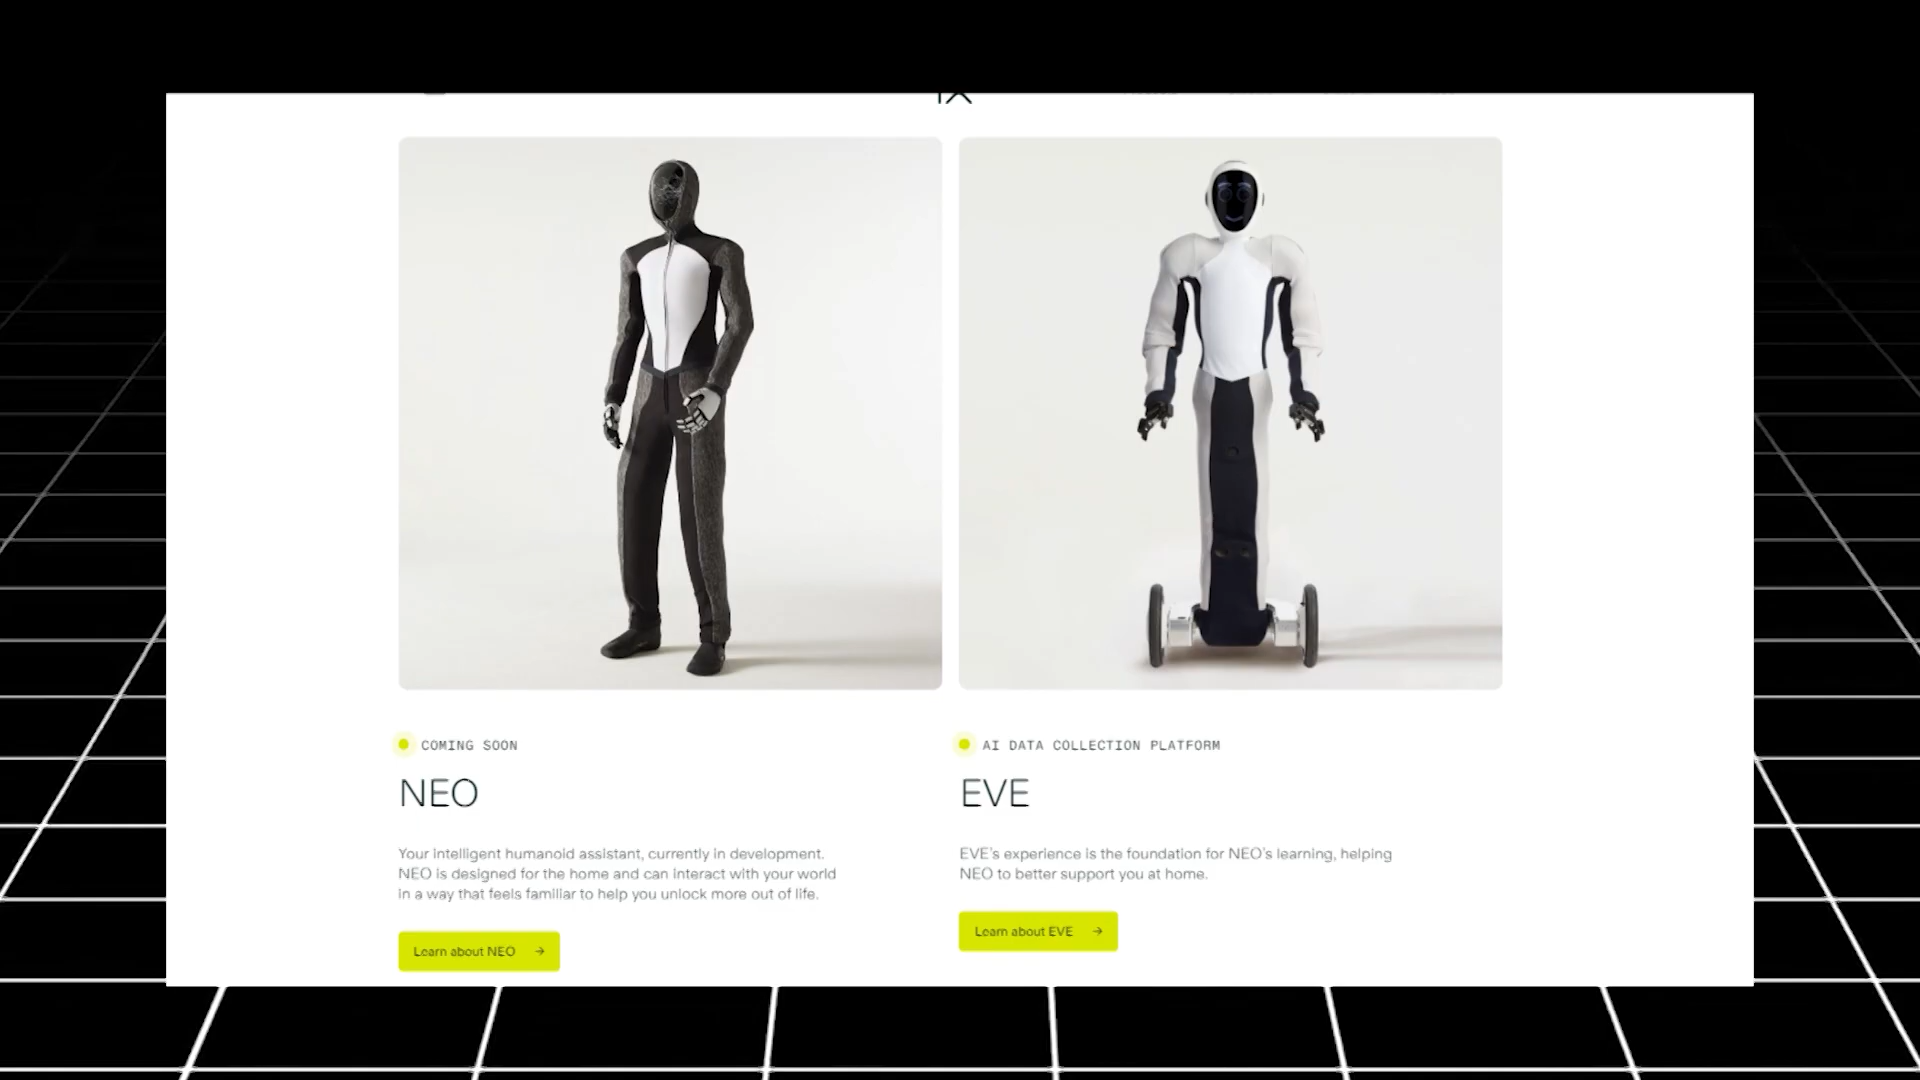 COMING SOON
NEO
Your intelligent humanoid assistant, currently in development.
NEO is designed for the home and can interact with your world
in a way that feels familiar to help you unlock more out of life.
Learn about NEO →
AI DATA COLLECTION PLATFORM
EVE
EVE's experience is the foundation for NEO's learning, helping
NEO to better support you at home.
Learn about EVE →